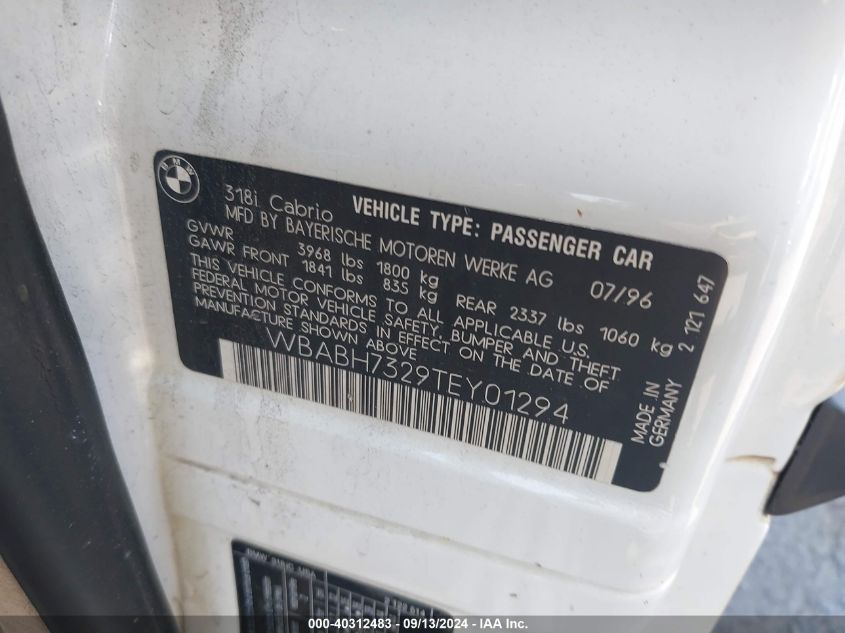 BMW
318i Cabrio VEHICLE TYPE: PASSENGER CAR
MFD BY BAYERISCHE MOTOREN WERKE AG 07/96
GVWR 3968 lbs 1800 kg
GAWR FRONT 1841 lbs 835 kg REAR 2337 lbs 1060 kg
THIS VEHICLE CONFORMS TO ALL APPLICABLE U.S.
FEDERAL MOTOR VEHICLE SAFETY, BUMPER AND THEFT
PREVENTION STANDARDS IN EFFECT ON THE DATE OF
MANUFACTURE SHOWN ABOVE
WBABH7329TEY01294
2 121 647
MADE IN
GERMANY
000-40312483 - 09/13/2024 - IAA Inc.